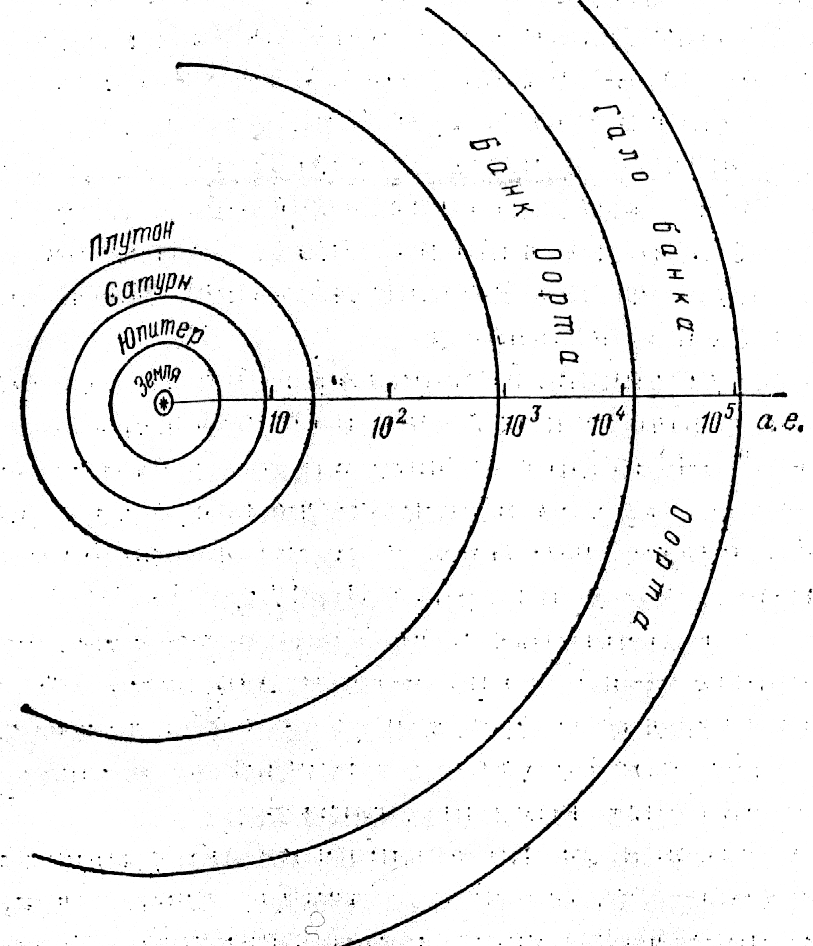 Плутон
Сатурн
Юпитер
Земля
Банк Оорта
Гало банка Оорта
10 10² 10³ 10⁴ 10⁵ а.е.